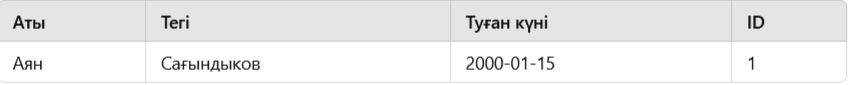 Аты Тегі Туған күні ID
Аян Сағындыков 2000-01-15 1